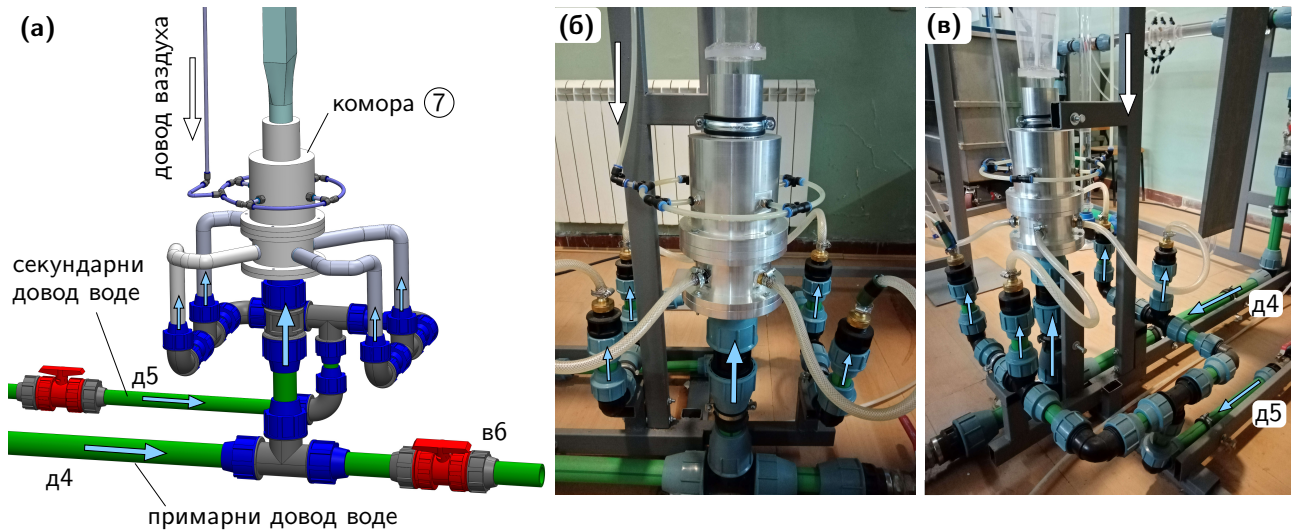 (а)
довод ваздуха
комора 7
секундарни
довод воде
д5
д4
в6
примарни довод воде
(б)
(в)
д4
д5